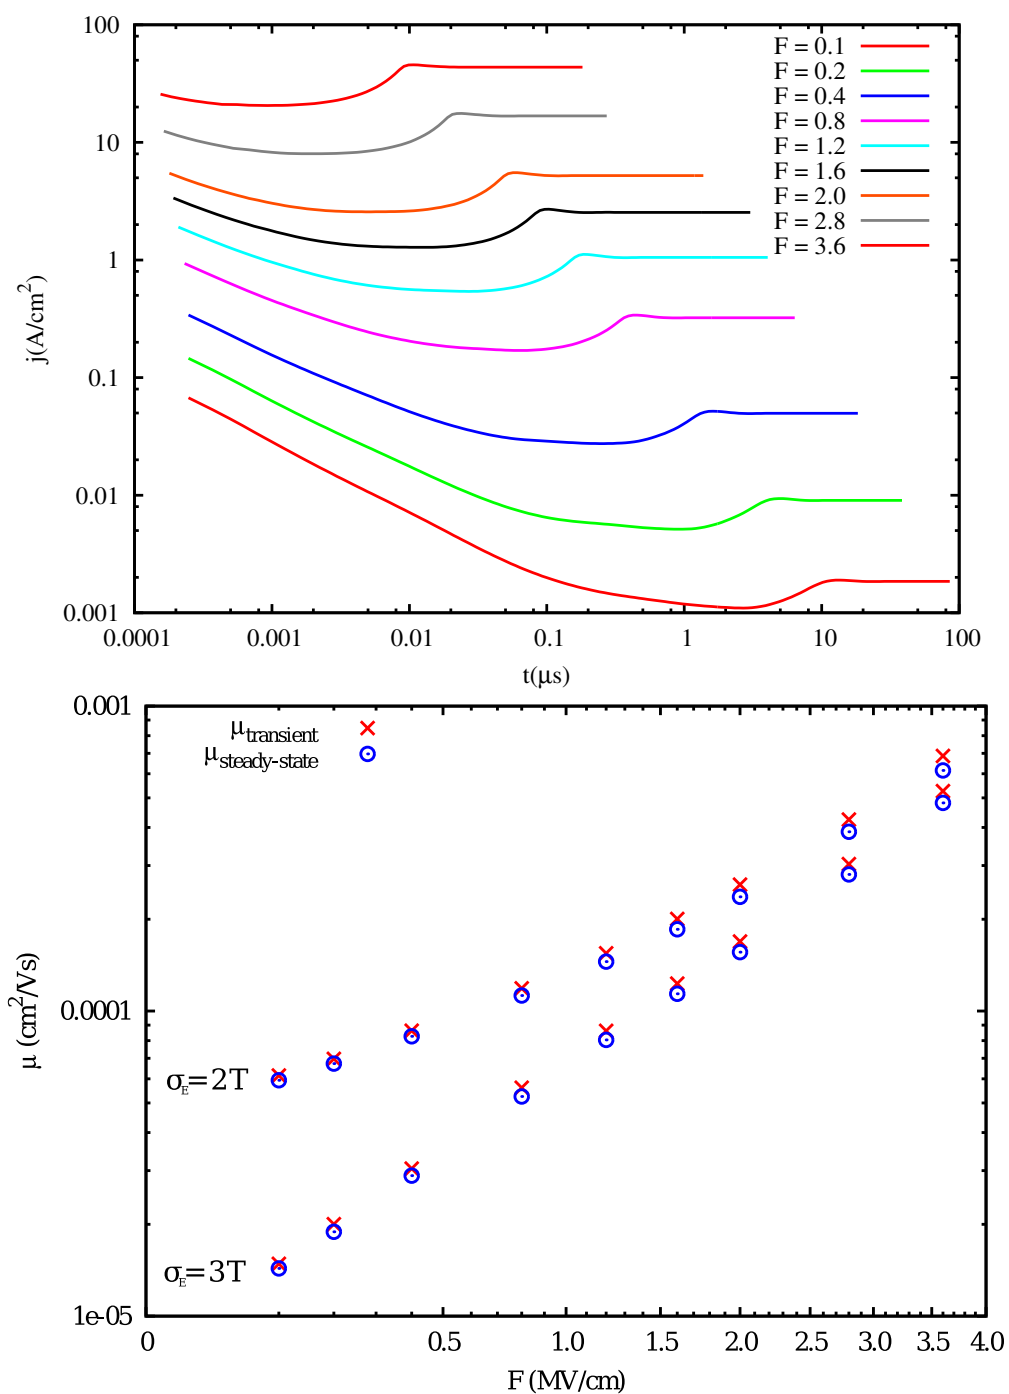 100
10
1
0.1
0.01
0.001
j(A/cm²)
F = 0.1
F = 0.2
F = 0.4
F = 0.8
F = 1.2
F = 1.6
F = 2.0
F = 2.8
F = 3.6
0.0001 0.001 0.01 0.1 1 10 100
t(μs)
0.001
0.0001
1e-05
μ (cm²/Vs)
μtransient
μsteady-state
σE=2T
σE=3T
0 0.5 1.0 1.5 2.0 2.5 3.0 3.5 4.0
F (MV/cm)